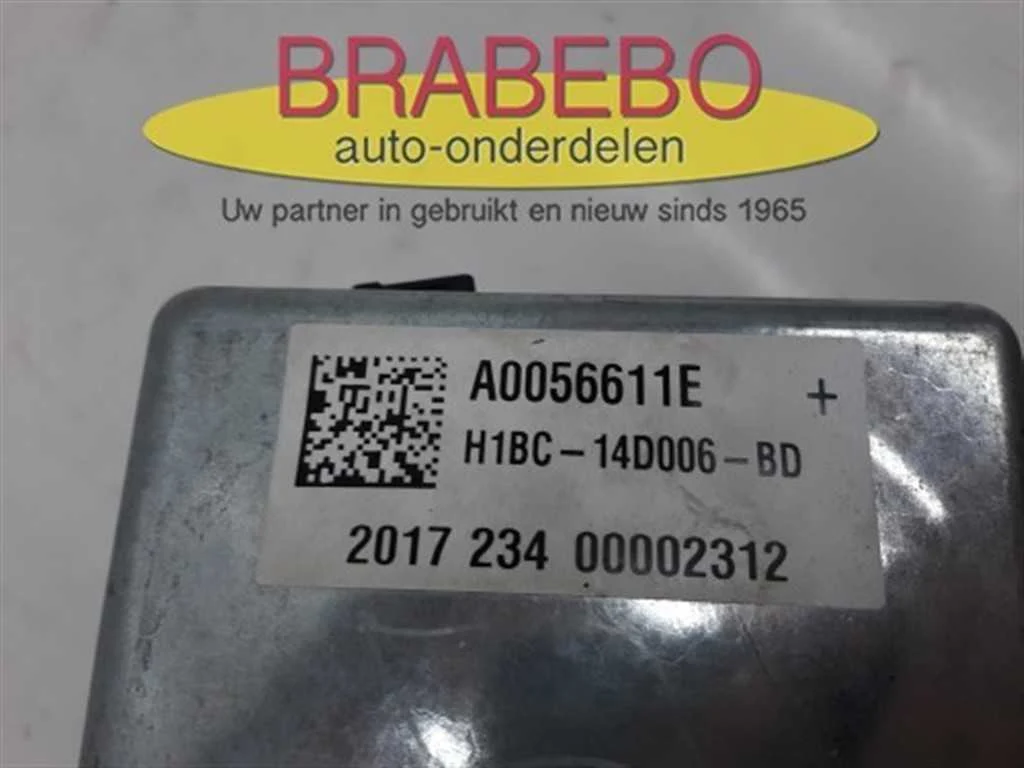 BRABEBO
auto-onderdelen
Uw partner in gebruikt en nieuw sinds 1965
A0056611E +
H1BC-14D006-BD
2017 234 00002312